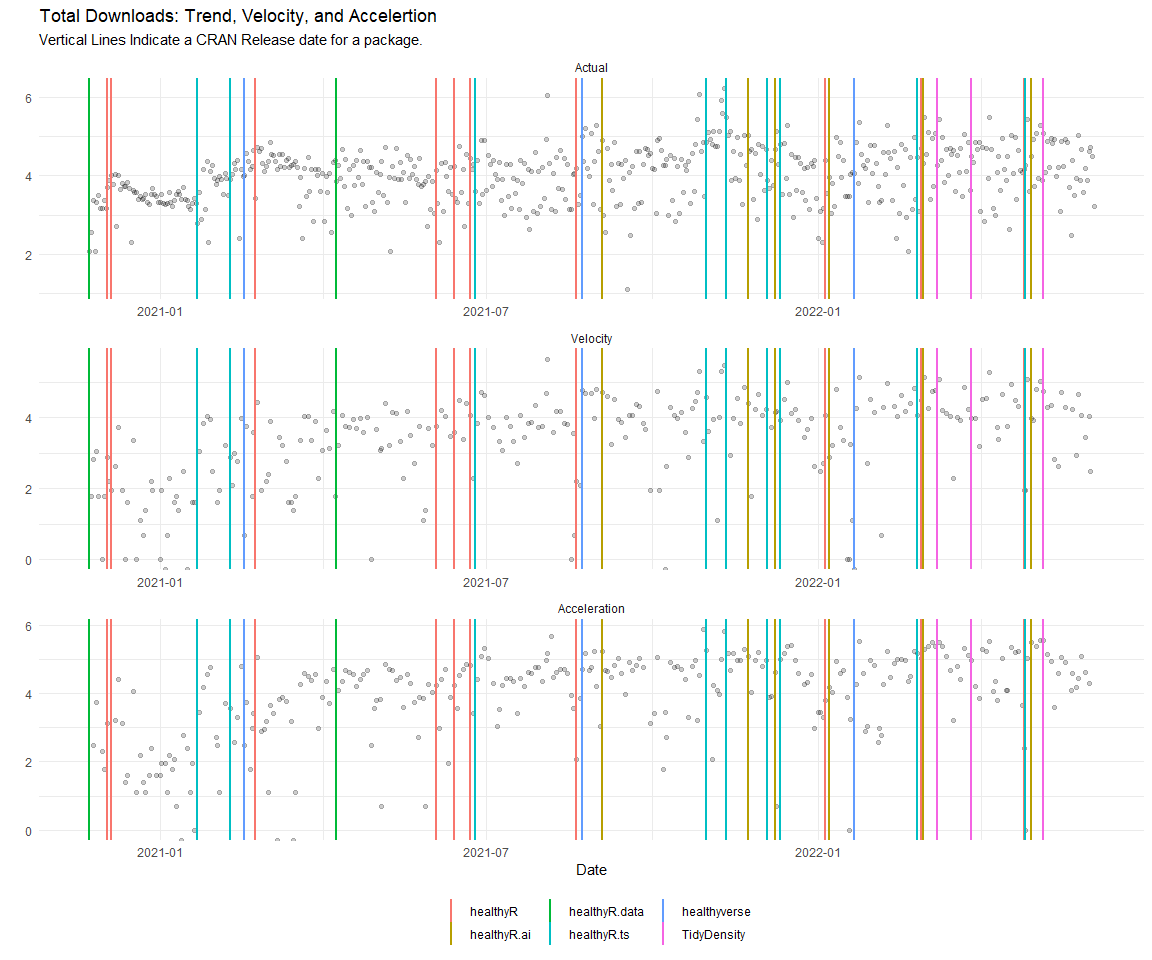 Total Downloads: Trend, Velocity, and Accelertion
Vertical Lines Indicate a CRAN Release date for a package.
Actual
6
4
2
2021-01 2021-07 2022-01
Velocity
4
2
0
2021-01 2021-07 2022-01
Acceleration
6
4
2
0
2021-01 2021-07 2022-01
Date
healthyR healthyR.data healthyverse
healthyR.ai healthyR.ts TidyDensity